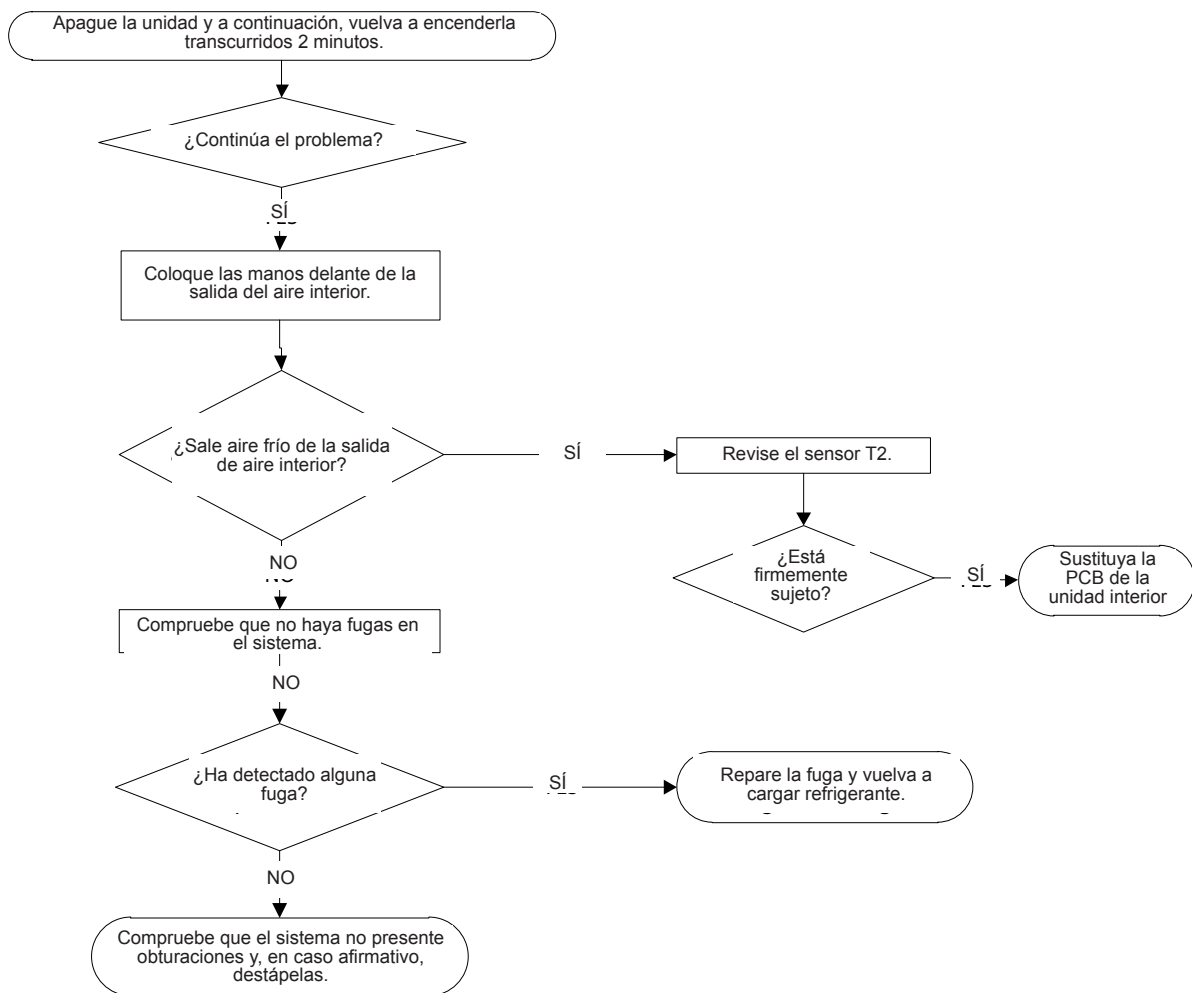 Apague la unidad y a continuación, vuelva a encenderla
transcurridos 2 minutos.
¿Continúa el problema?
SÍ
Coloque las manos delante de la
salida del aire interior.
¿Sale aire frío de la salida
de aire interior?
SÍ
Revise el sensor T2.
¿Está
firmemente
sujeto?
SÍ
Sustituya la
PCB de la
unidad interior
NO
Compruebe que no haya fugas en
el sistema.
NO
¿Ha detectado alguna
fuga?
SÍ
Repare la fuga y vuelva a
cargar refrigerante.
NO
Compruebe que el sistema no presente
obturaciones y, en caso afirmativo,
destápelas.